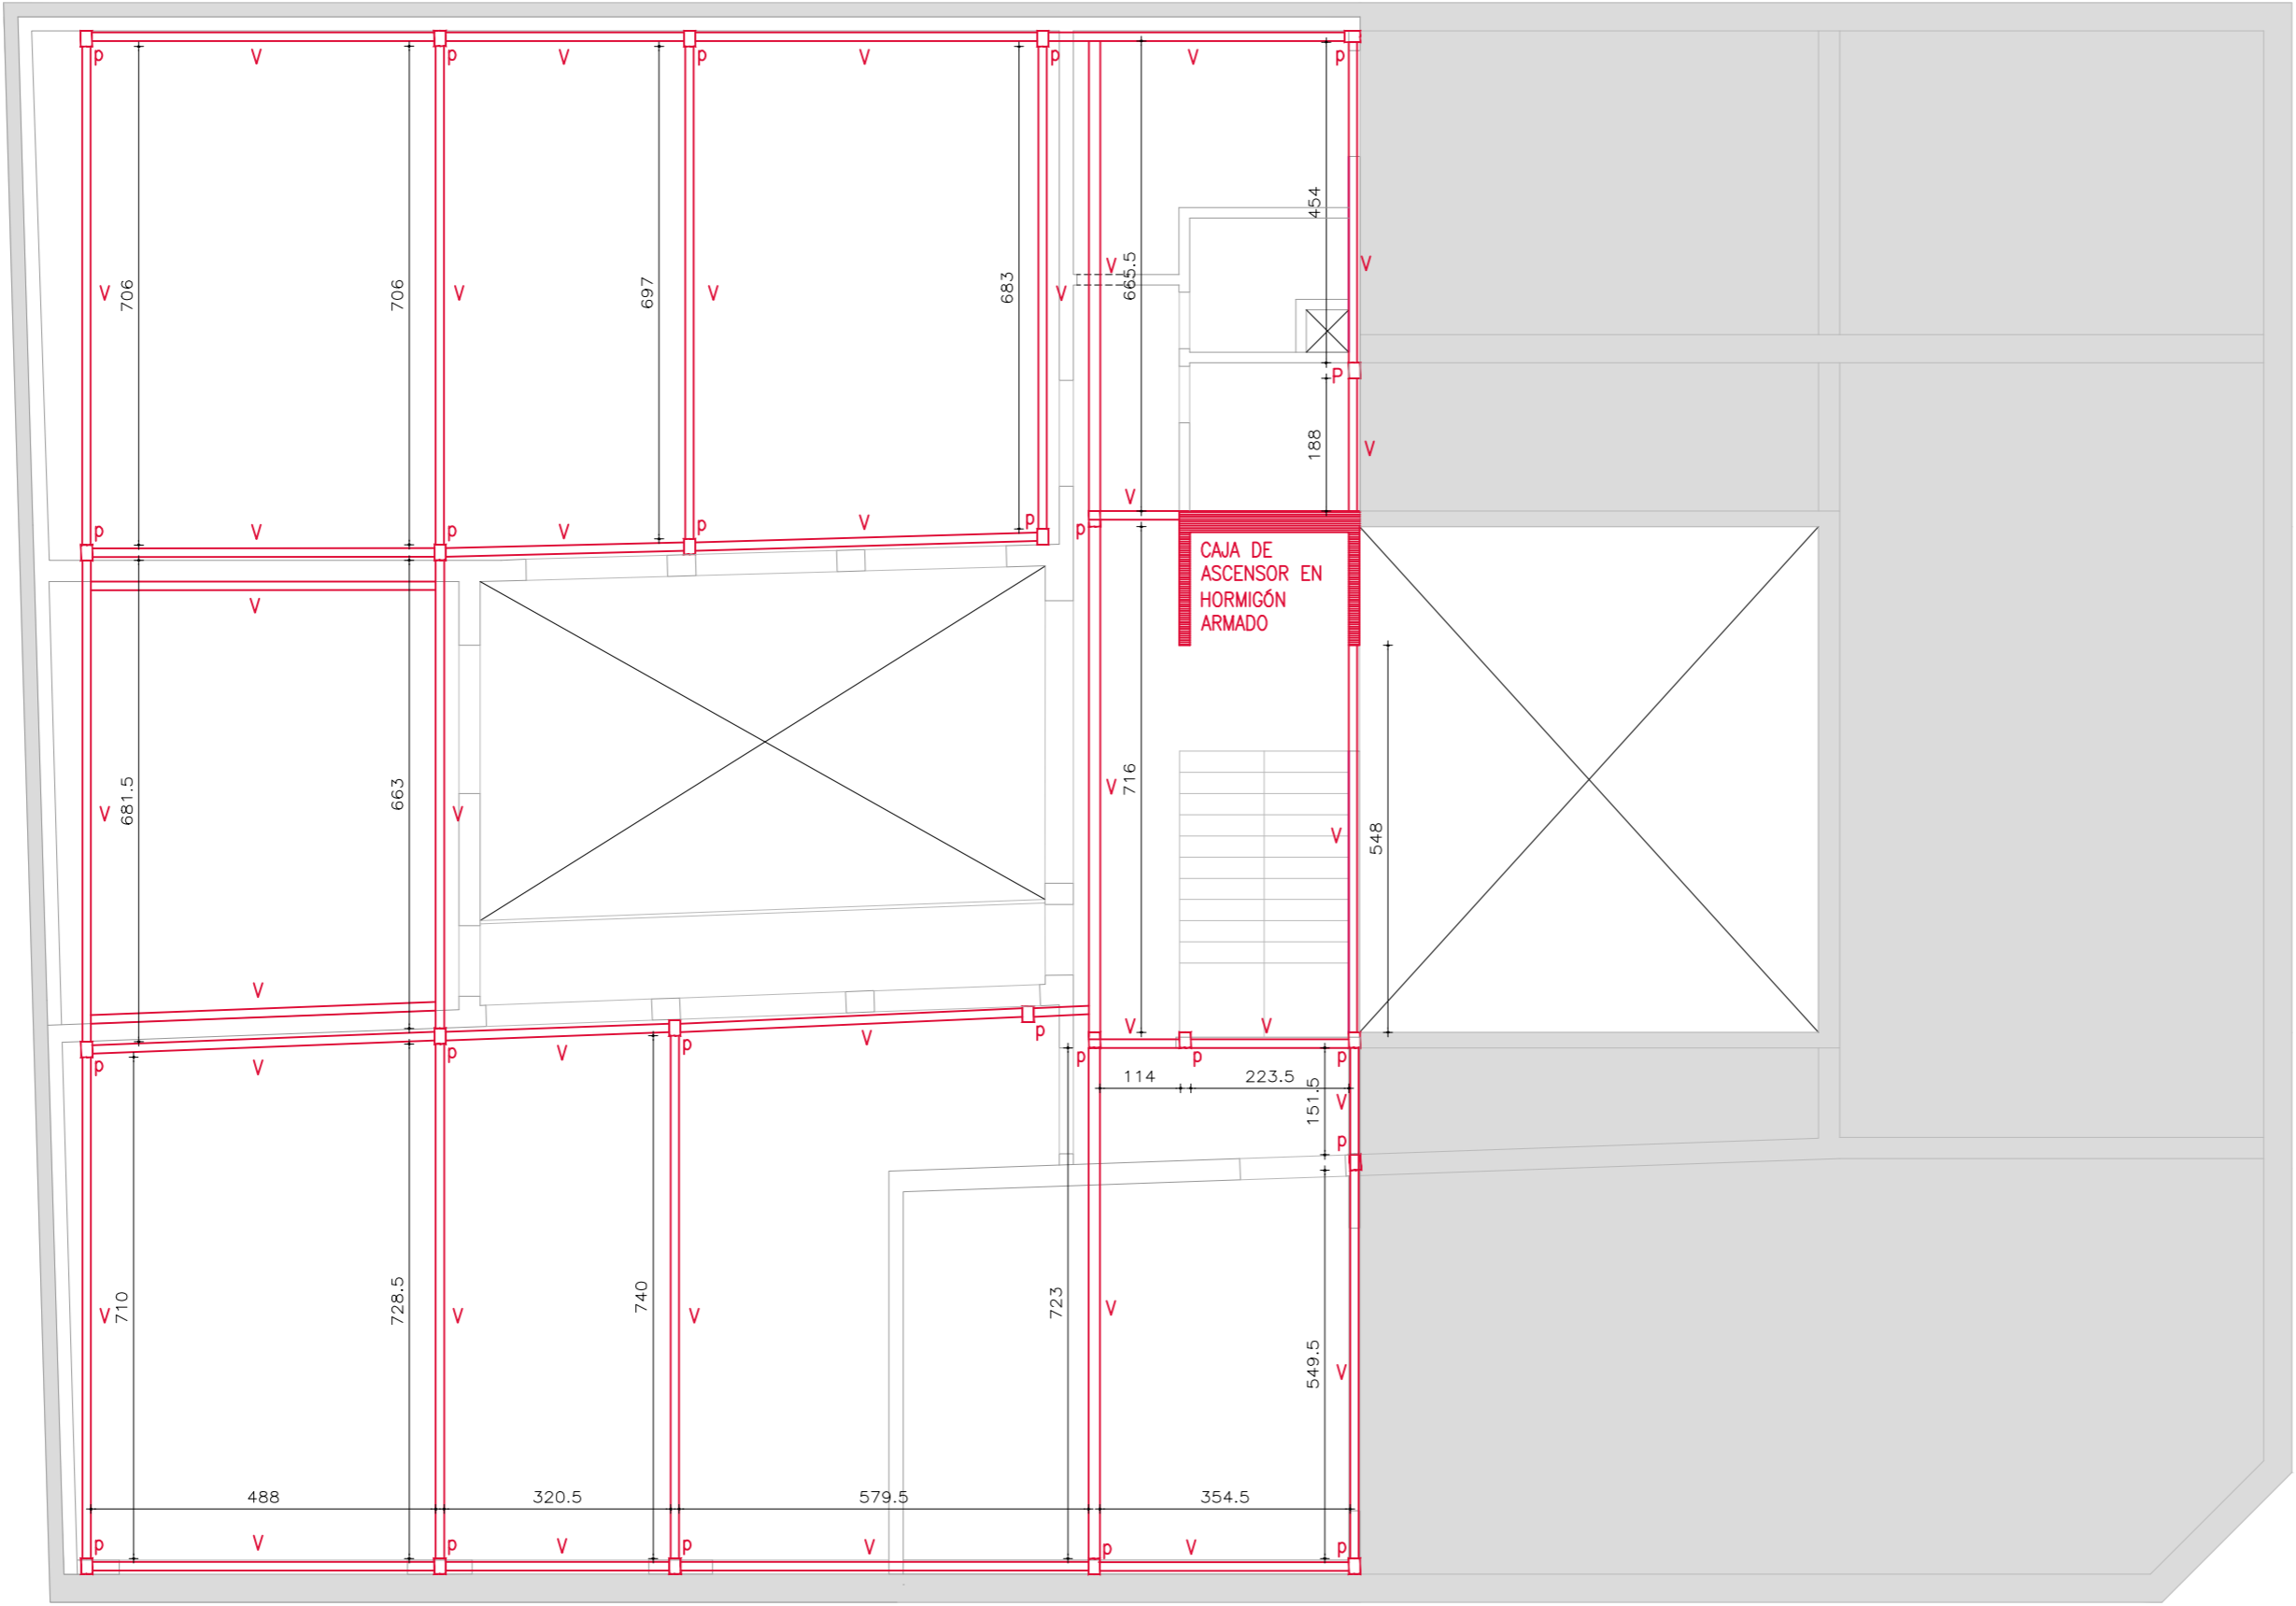 p V p V p V p V p
706 V 706 V 697 V 683 V 665.5 V 454 V
P
188 V
V
p V p V p V p p
CAJA DE
ASCENSOR EN
HORMIGÓN
ARMADO
V
681.5 V 663 V 716 V V 548
V
p V p V p V p V V
p p p
114 223.5 151.5 V
p
710 V 728.5 V 740 V 723 V 549.5 V
488 320.5 579.5 354.5
p V p V p V p V p